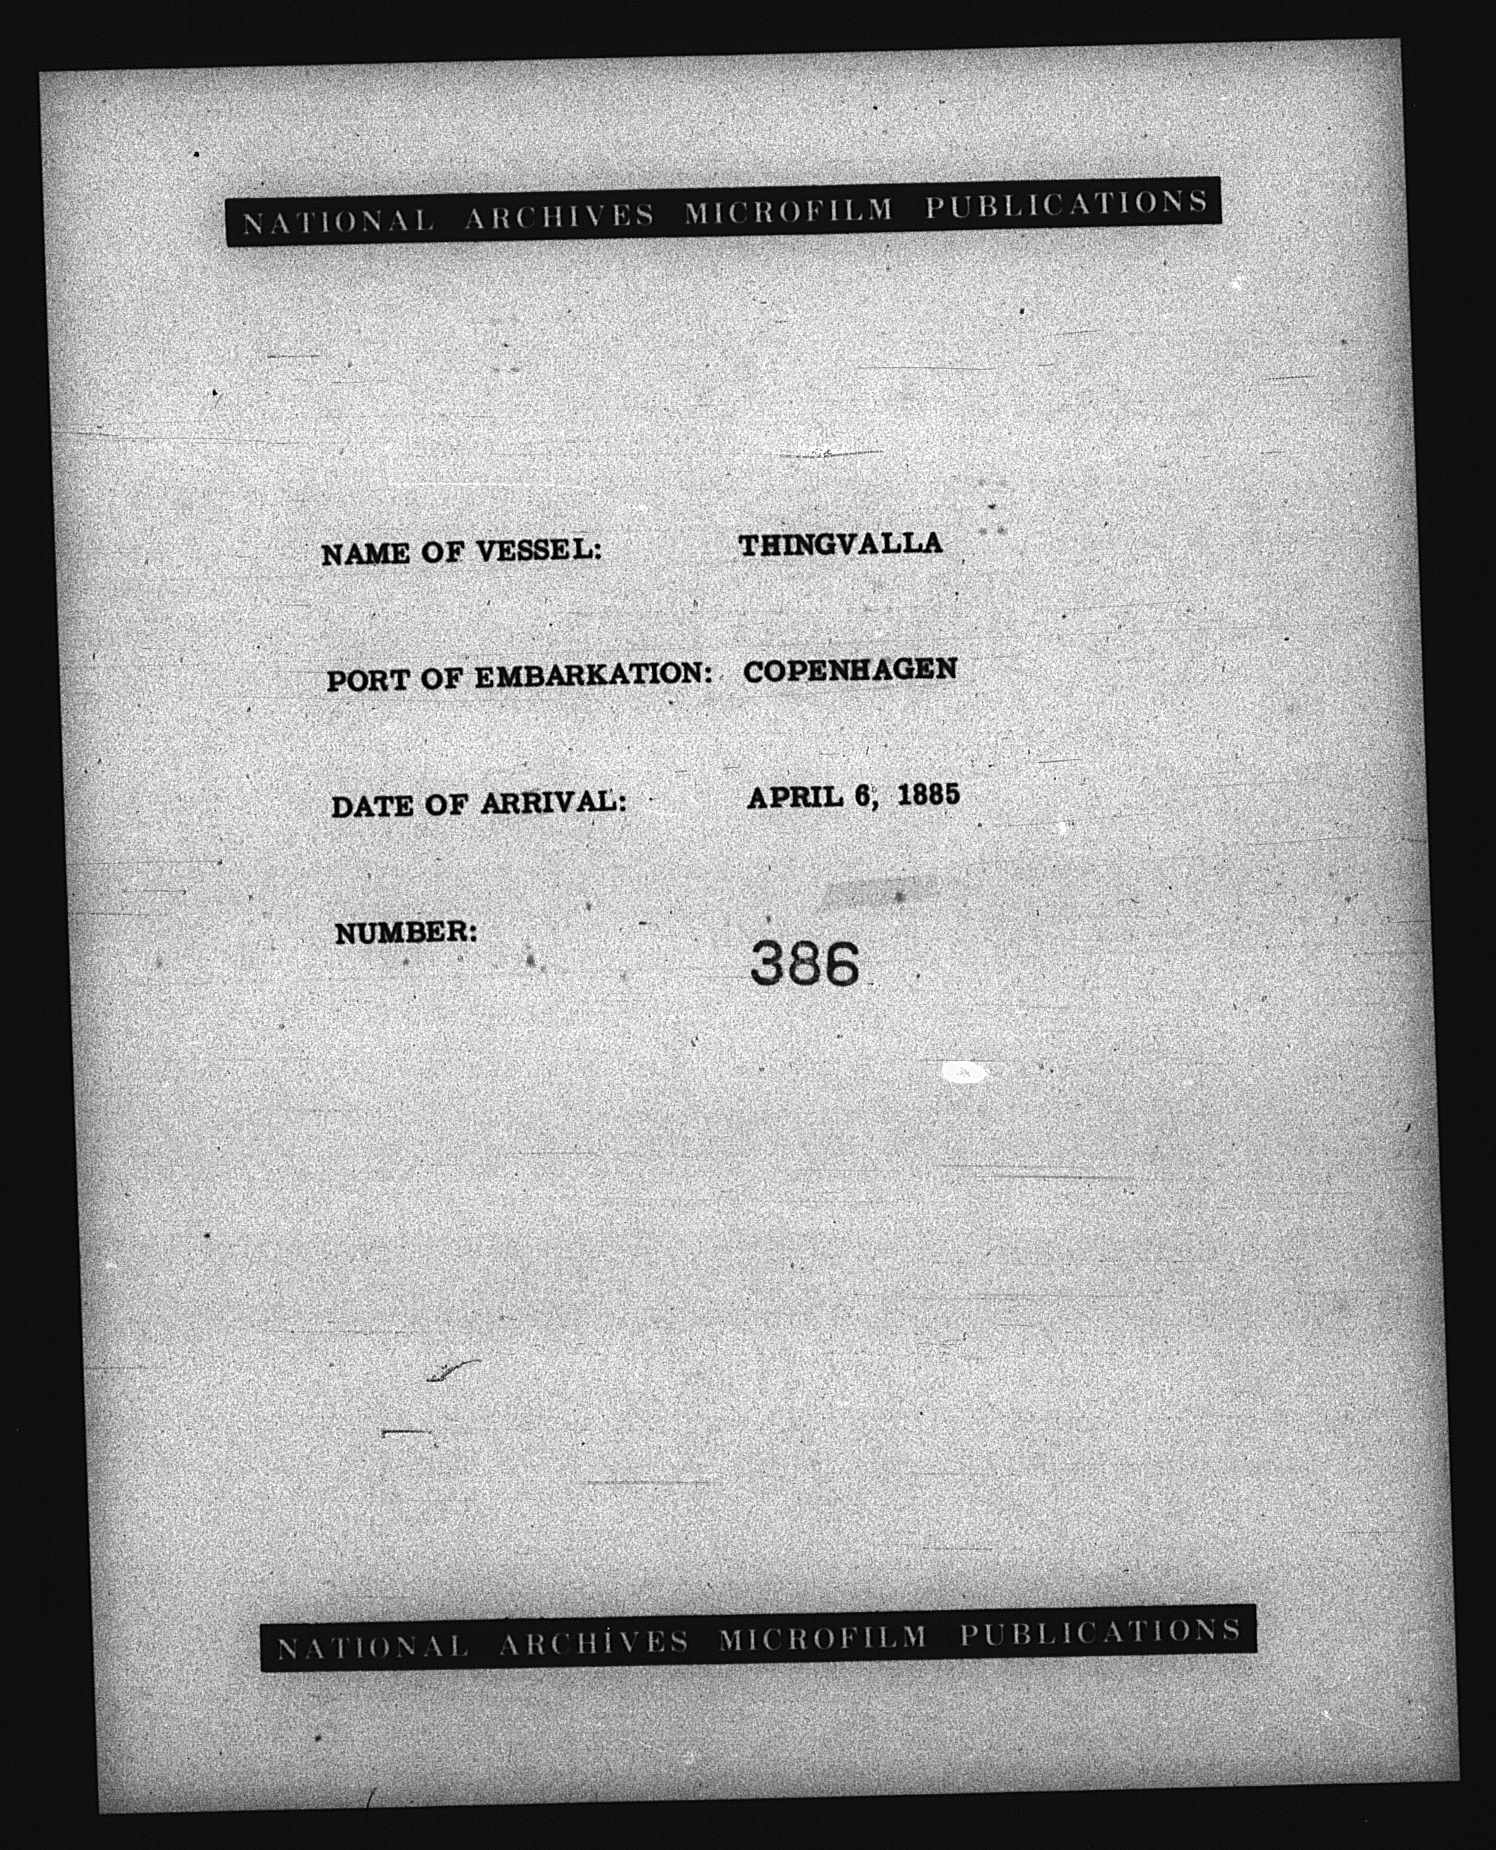 NATIONAL ARCHIVES MICROFILM PUBLICATIONS
NAME OF VESSEL: THINGVALLA
PORT OF EMBARKATION: COPENHAGEN
DATE OF ARRIVAL: APRIL 6, 1885
NUMBER: 386
NATIONAL ARCHIVES MICROFILM PUBLICATIONS